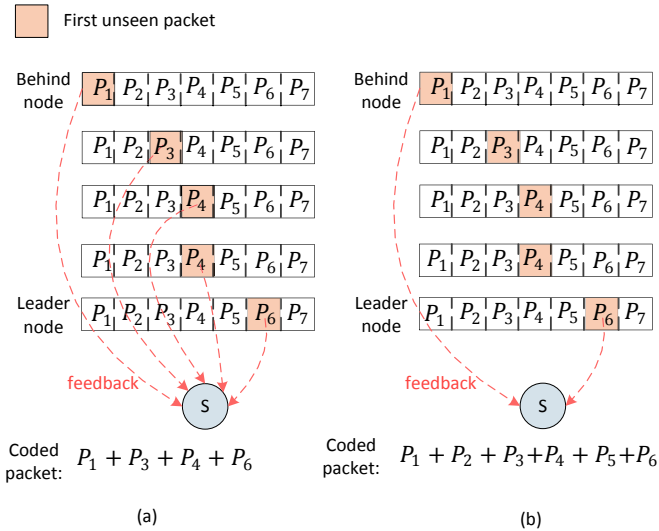 First unseen packet
Behind node
P1 P2 P3 P4 P5 P6 P7
P1 P2 P3 P4 P5 P6 P7
P1 P2 P3 P4 P5 P6 P7
P1 P2 P3 P4 P5 P6 P7
Leader node
P1 P2 P3 P4 P5 P6 P7
feedback
S
Coded packet:
P1 + P3 + P4 + P6
(a)
Behind node
P1 P2 P3 P4 P5 P6 P7
P1 P2 P3 P4 P5 P6 P7
P1 P2 P3 P4 P5 P6 P7
P1 P2 P3 P4 P5 P6 P7
Leader node
P1 P2 P3 P4 P5 P6 P7
feedback
S
Coded packet:
P1 + P2 + P3+P4 + P5+P6
(b)